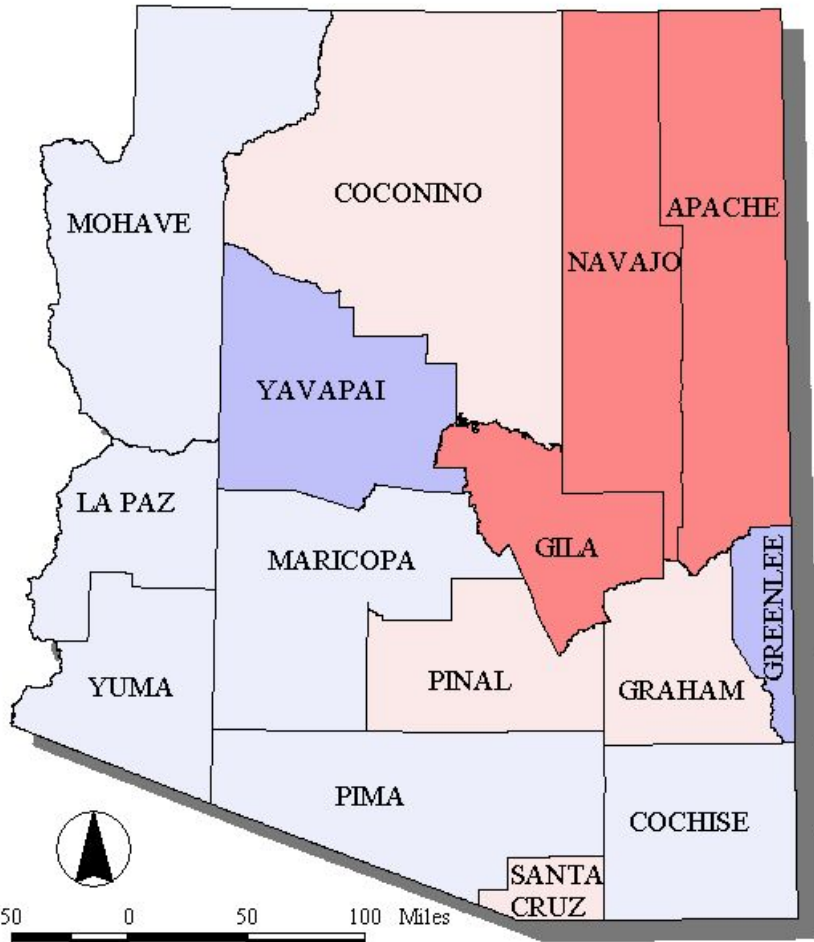 COCONINO
APACHE
MOHAVE
NAVAJO
YAVAPAI
LA PAZ
GILA
MARICOPA
GREENLEE
PINAL
YUMA
GRAHAM
PIMA
COCHISE
SANTA
CRUZ
50 0 50 100 Miles